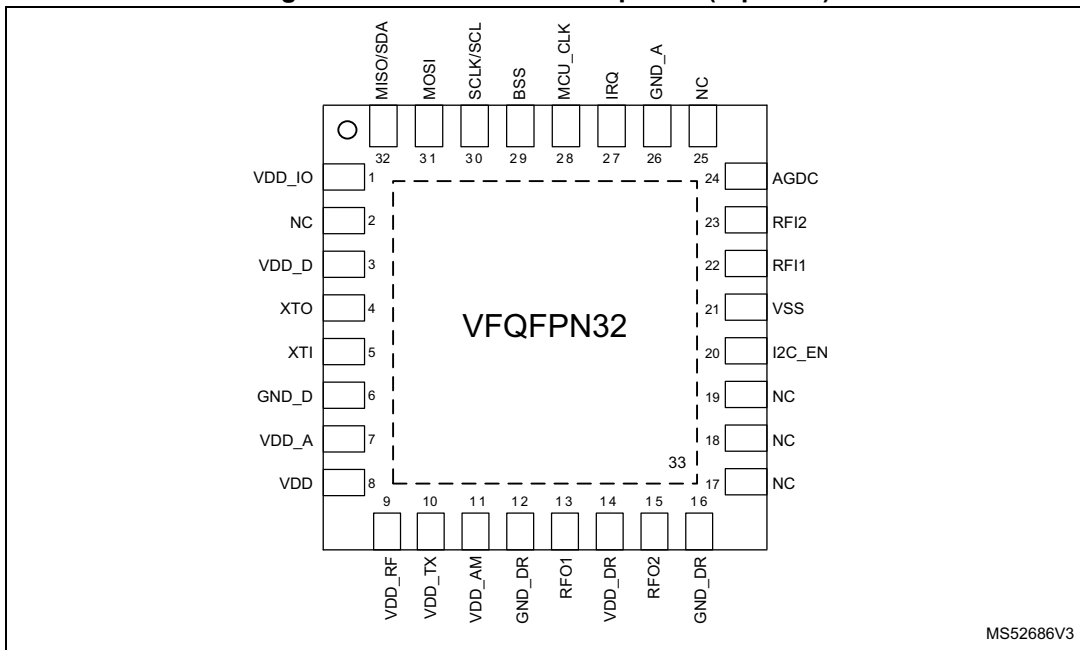 MISO/SDA
MOSI
SCLK/SCL
BSS
MCU_CLK
IRQ
GND_A
NC
32 31 30 29 28 27 26 25
VDD_IO 1
NC 2
VDD_D 3
XTO 4
XTI 5
GND_D 6
VDD_A 7
VDD 8
VFQFPN32
33
24 AGDC
23 RFI2
22 RFI1
21 VSS
20 I2C_EN
19 NC
18 NC
17 NC
9 10 11 12 13 14 15 16
VDD_RF
VDD_TX
VDD_AM
GND_DR
RFO1
VDD_DR
RFO2
GND_DR
MS52686V3